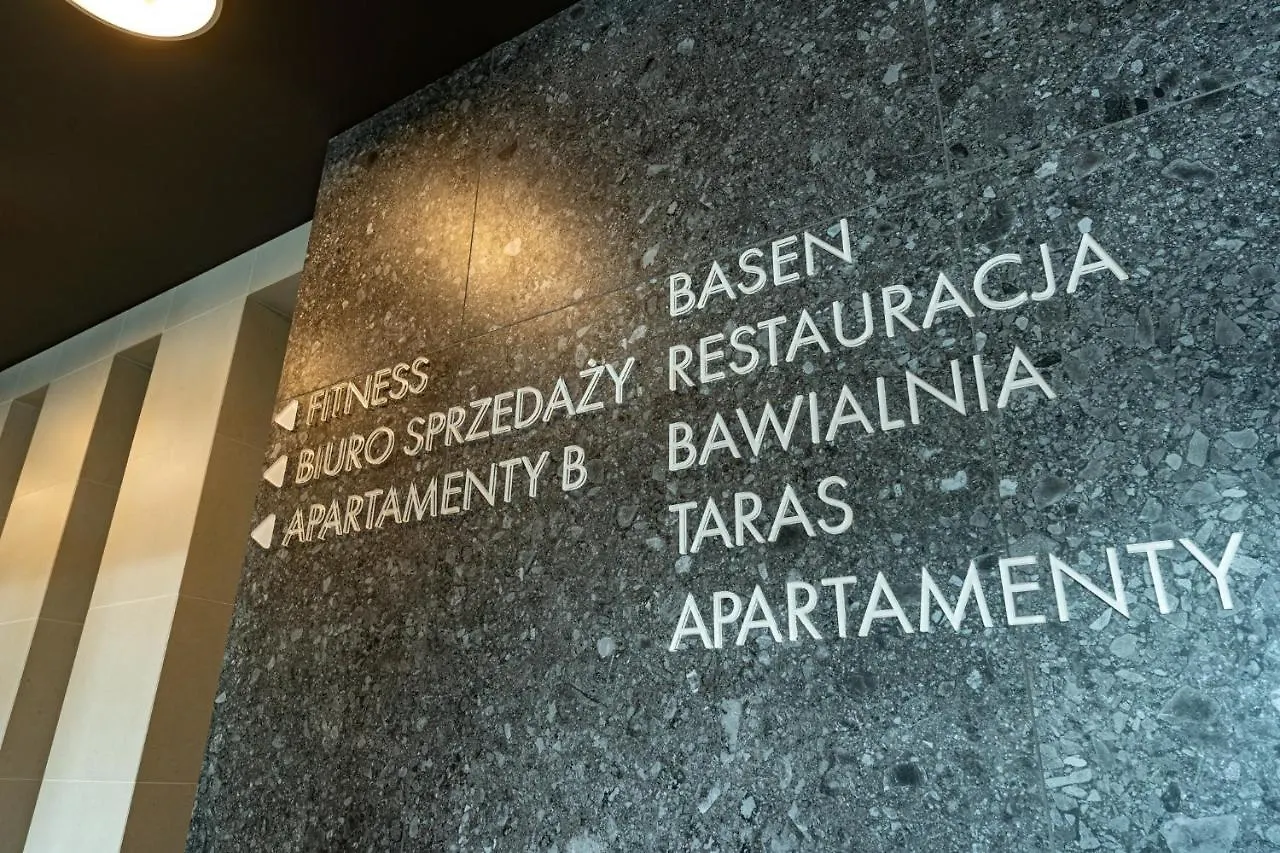 FITNESS
BIURO SPRZEDAŻY
APARTAMENTY B
BASEN
RESTAURACJA
BAWIALNIA
TARAS
APARTAMENTY